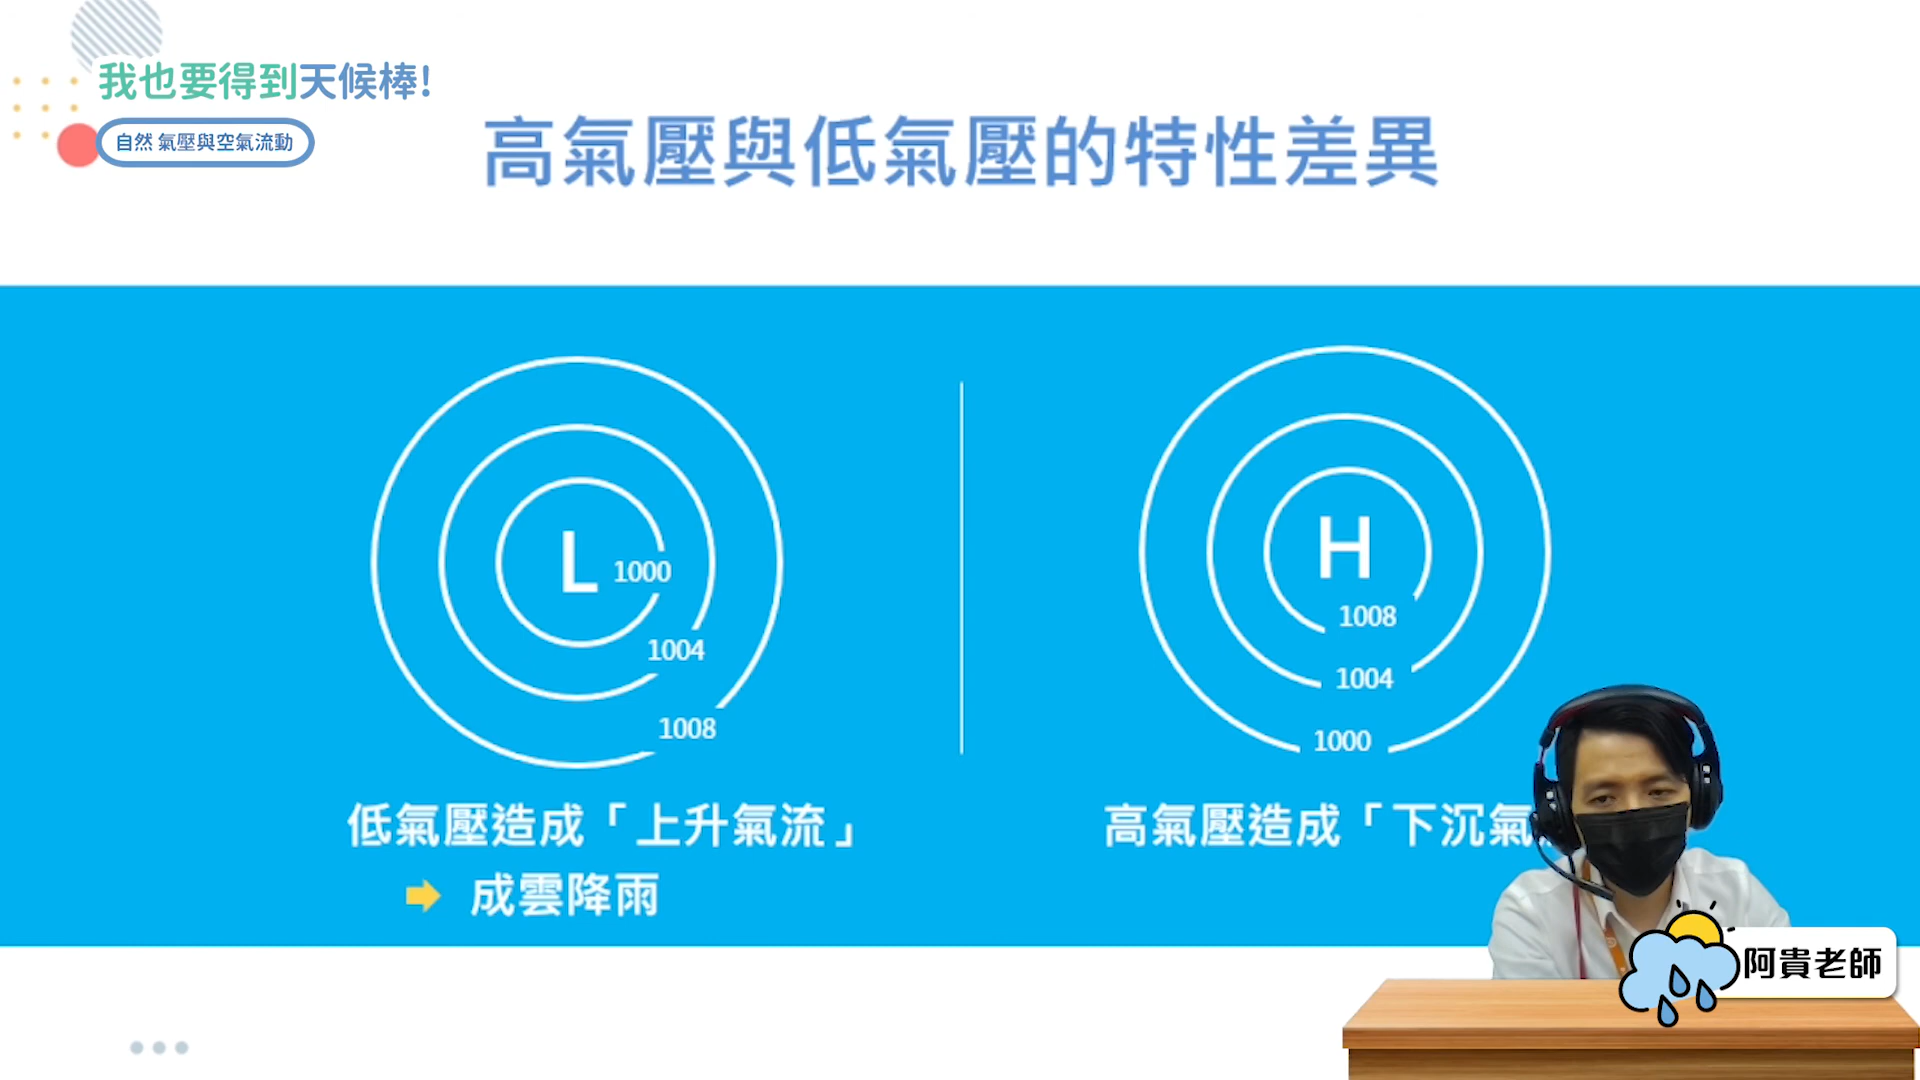 我也要得到天候棒!
自然 氣壓與空氣流動
高氣壓與低氣壓的特性差異
L
1000
1004
1008
低氣壓造成「上升氣流」
成雲降雨
H
1008
1004
1000
高氣壓造成「下沉氣
阿貴老師